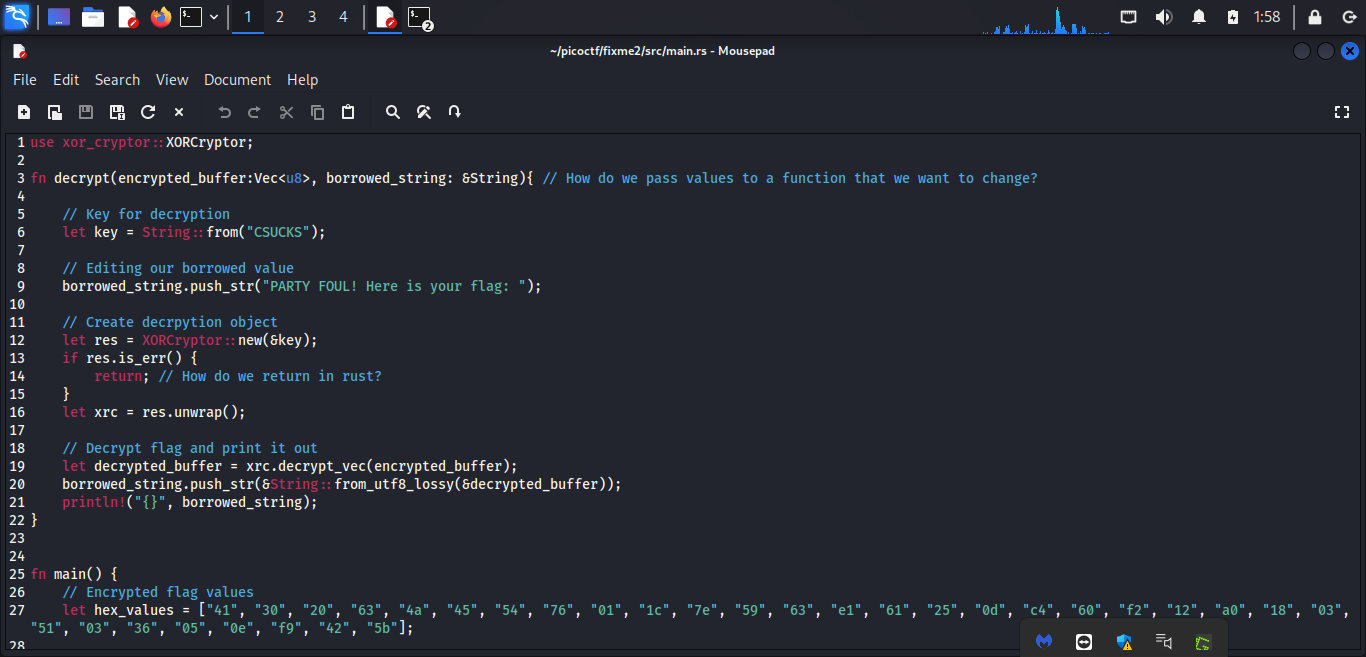 1 2 3 4 2 1:58
~/picoctf/fixme2/src/main.rs - Mousepad
File Edit Search View Document Help
1 use xor_cryptor::XORCryptor;
2
3 fn decrypt(encrypted_buffer:Vec<u8>, borrowed_string: &String){ // How do we pass values to a function that we want to change?
4
5 // Key for decryption
6 let key = String::from("CSUCKS");
7
8 // Editing our borrowed value
9 borrowed_string.push_str("PARTY FOUL! Here is your flag: ");
10
11 // Create decrpytion object
12 let res = XORCryptor::new(&key);
13 if res.is_err() {
14 return; // How do we return in rust?
15 }
16 let xrc = res.unwrap();
17
18 // Decrypt flag and print it out
19 let decrypted_buffer = xrc.decrypt_vec(encrypted_buffer);
20 borrowed_string.push_str(&String::from_utf8_lossy(&decrypted_buffer));
21 println!("{}", borrowed_string);
22 }
23
24
25 fn main() {
26 // Encrypted flag values
27 let hex_values = ["41", "30", "20", "63", "4a", "45", "54", "76", "01", "1c", "7e", "59", "63", "e1", "61", "25", "0d", "c4", "60", "f2", "12", "a0", "18", "03",
"51", "03", "36", "05", "0e", "f9", "42", "5b"];
28